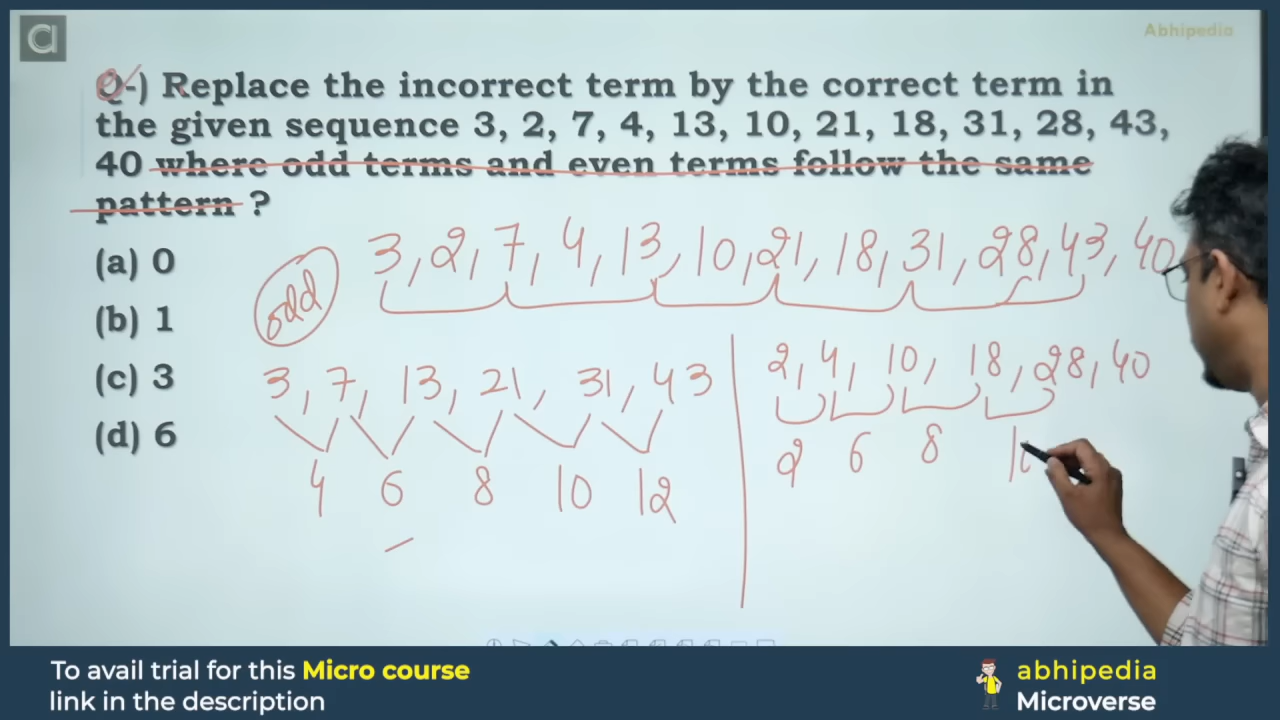 Abhipedia
Q-) Replace the incorrect term by the correct term in
the given sequence 3, 2, 7, 4, 13, 10, 21, 18, 31, 28, 43,
40 where odd terms and even terms follow the same
pattern ?
(a) 0
(b) 1
(c) 3
(d) 6
3, 2, 7, 4, 13, 10, 21, 18, 31, 28, 43, 40
odd
3, 7, 13, 21, 31, 43
4 6 8 10 12
2, 4, 10, 18, 28, 40
2 6 8 10
To avail trial for this Micro course
link in the description
abhipedia
Microverse